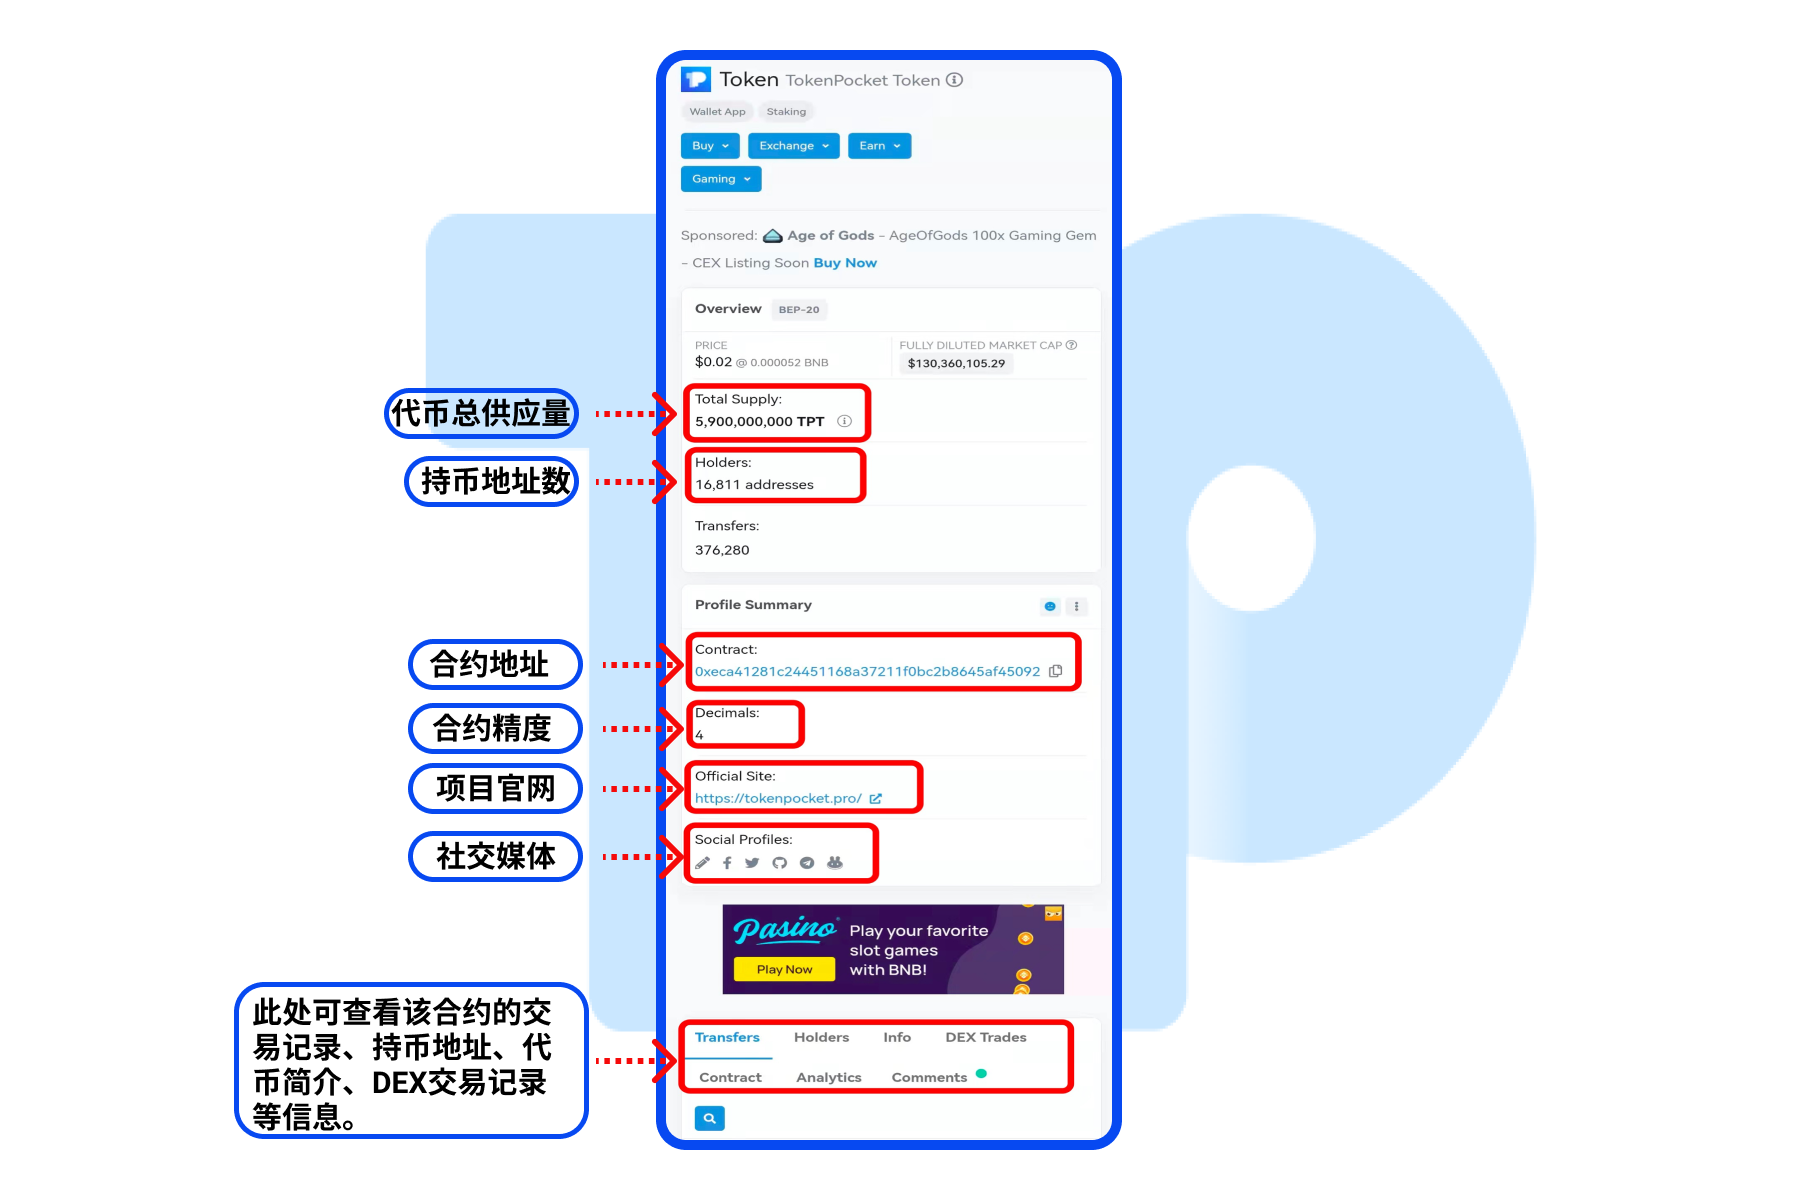 Token TokenPocket Token
Wallet App Staking
Buy Exchange Earn
Gaming
Sponsored: Age of Gods - AgeOfGods 100x Gaming Gem
- CEX Listing Soon Buy Now
Overview BEP-20
PRICE
$0.02 @ 0.000052 BNB
FULLY DILUTED MARKET CAP
$130,360,105.29
代币总供应量
Total Supply:
5,900,000,000 TPT
持币地址数
Holders:
16,811 addresses
Transfers:
376,280
Profile Summary
合约地址
Contract:
0xeca41281c24451168a37211f0bc2b8645af45092
合约精度
Decimals:
4
项目官网
Official Site:
https://tokenpocket.pro/
社交媒体
Social Profiles:
Pasino
Play your favorite
slot games
with BNB!
Play Now
此处可查看该合约的交
易记录、持币地址、代
币简介、DEX交易记录
等信息。
Transfers Holders Info DEX Trades
Contract Analytics Comments